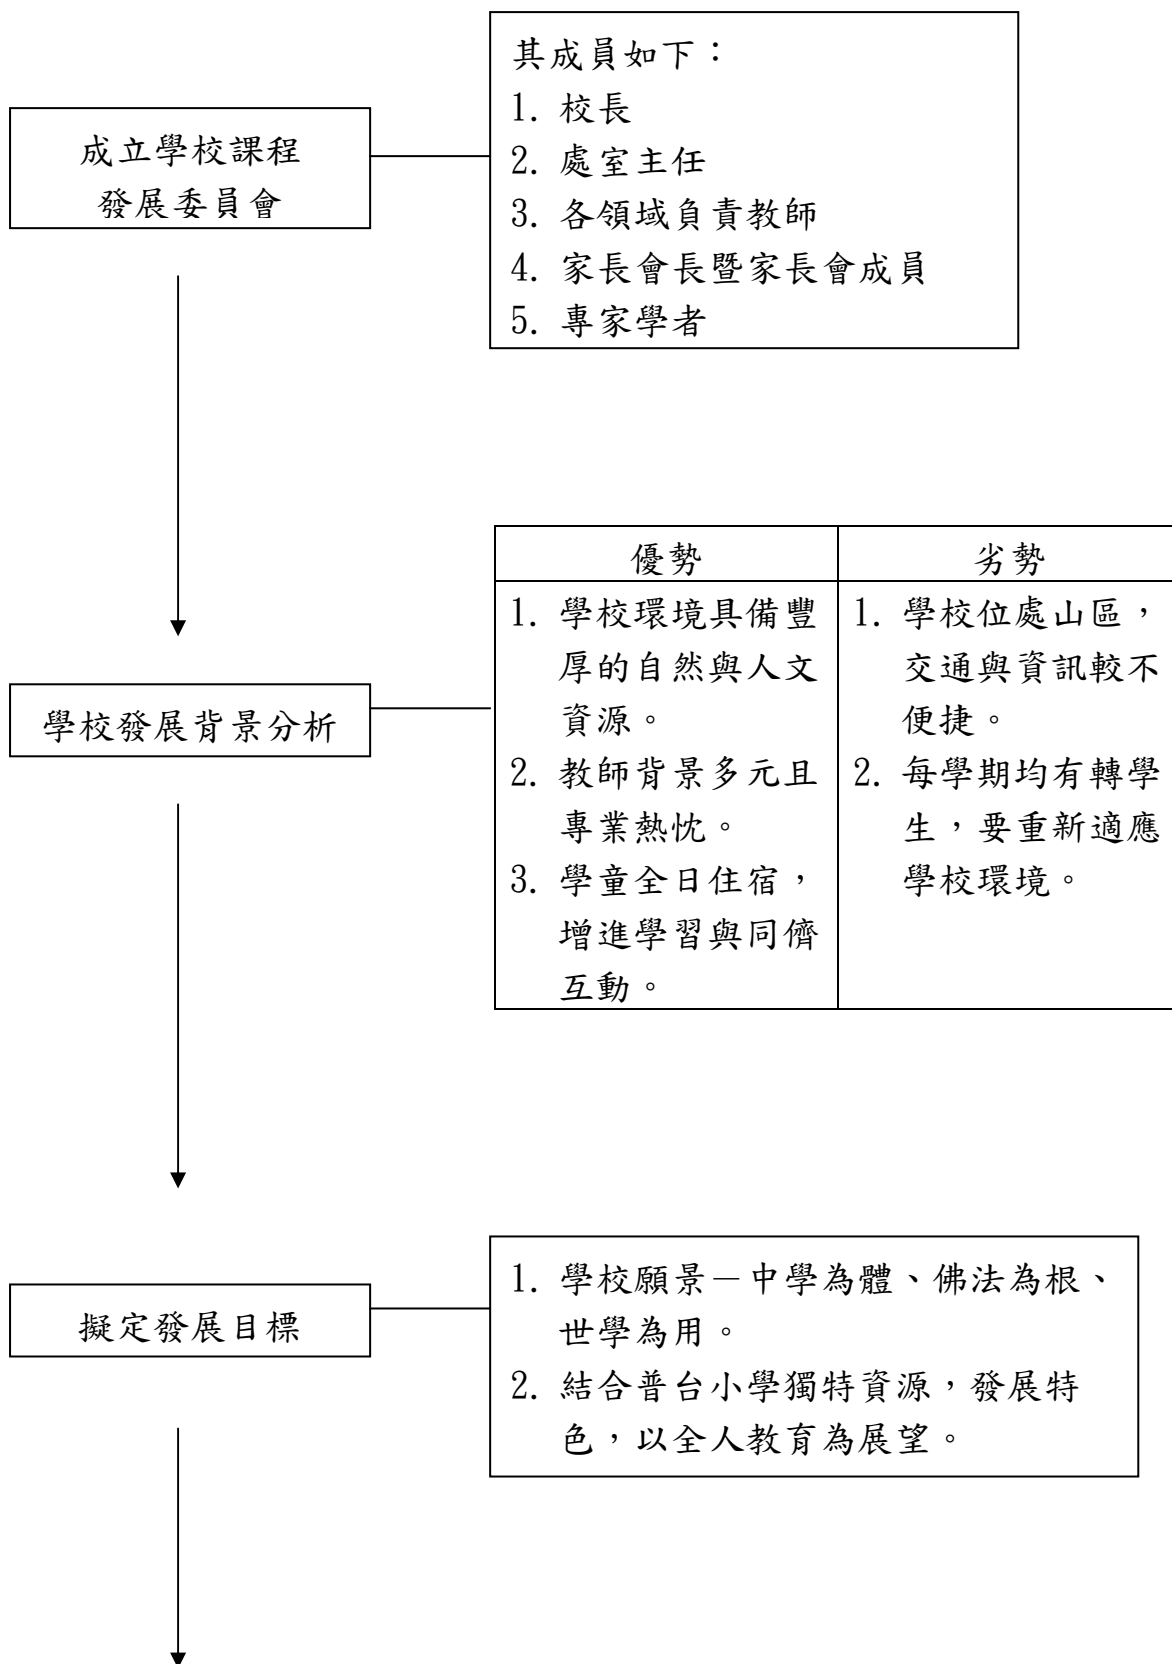 成立學校課程
發展委員會
其成員如下：
1. 校長
2. 處室主任
3. 各領域負責教師
4. 家長會長暨家長會成員
5. 專家學者
學校發展背景分析
優勢
1. 學校環境具備豐
厚的自然與人文
資源。
2. 教師背景多元且
專業熱忱。
3. 學童全日住宿，
增進學習與同儕
互動。
劣勢
1. 學校位處山區，
交通與資訊較不
便捷。
2. 每學期均有轉學
生，要重新適應
學校環境。
擬定發展目標
1. 學校願景－中學為體、佛法為根、
世學為用。
2. 結合普台小學獨特資源，發展特
色，以全人教育為展望。